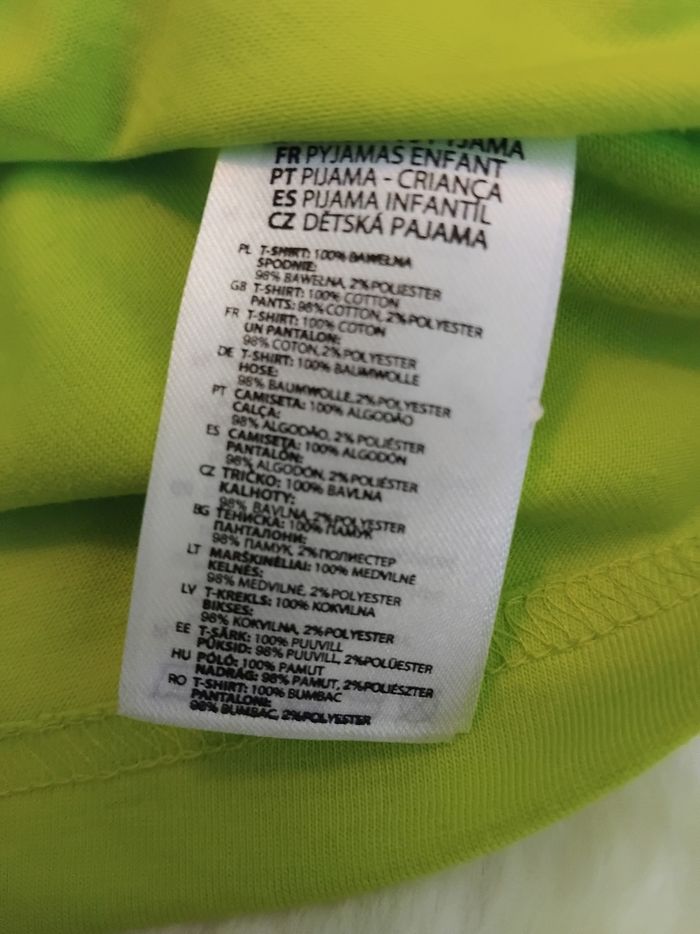 PYJAMA
FR PYJAMAS ENFANT
PT PIJAMA - CRIANÇA
ES PIJAMA INFANTIL
CZ DĚTSKÁ PAJAMA
PL T-SHIRT: 100% BAWEŁNA
SPODNIE:
98% BAWEŁNA, 2% POLIESTER
GB T-SHIRT: 100% COTTON
PANTS: 98% COTTON, 2% POLYESTER
FR T-SHIRT: 100% COTON
UN PANTALON:
98% COTON, 2% POLYESTER
DE T-SHIRT: 100% BAUMWOLLE
HOSE:
98% BAUMWOLLE, 2% POLYESTER
PT CAMISETA: 100% ALGODÃO
CALÇA:
98% ALGODÃO, 2% POLIÉSTER
ES CAMISETA: 100% ALGODÓN
PANTALÓN:
98% ALGODÓN, 2% POLIÉSTER
CZ TRIČKO: 100% BAVLNA
KALHOTY:
98% BAVLNA, 2% POLYESTER
BG ТЕНИСКА: 100% ПАМУК
ПАНТАЛОНИ:
98% ПАМУК, 2% ПОЛИЕСТЕР
LT MARŠKINĖLIAI: 100% MEDVILNĖ
KELNĖS:
98% MEDVILNĖ, 2% POLYESTER
LV T-KREKLS: 100% KOKVILNA
BIKSES:
98% KOKVILNA, 2% POLYESTER
EE T-SÄRK: 100% PUUVILL
PÜKSID: 98% PUUVILL, 2% POLÜESTER
HU PÓLÓ: 100% PAMUT
NADRÁG: 98% PAMUT, 2% POLIÉSZTER
RO T-SHIRT: 100% BUMBAC
PANTALONI:
98% BUMBAC, 2% POLYESTER